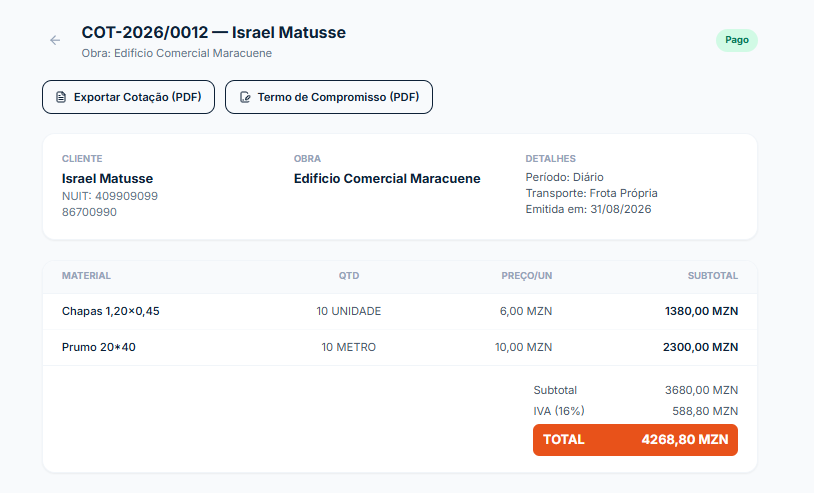 COT-2026/0012 — Israel Matusse
Obra: Edificio Comercial Maracuene
Pago
Exportar Cotação (PDF)
Termo de Compromisso (PDF)
CLIENTE
Israel Matusse
NUIT: 409909099
86700990
OBRA
Edificio Comercial Maracuene
DETALHES
Período: Diário
Transporte: Frota Própria
Emitida em: 31/08/2026
MATERIAL QTD PREÇO/UN SUBTOTAL
Chapas 1,20×0,45 10 UNIDADE 6,00 MZN 1380,00 MZN
Prumo 20*40 10 METRO 10,00 MZN 2300,00 MZN
Subtotal 3680,00 MZN
IVA (16%) 588,80 MZN
TOTAL 4268,80 MZN